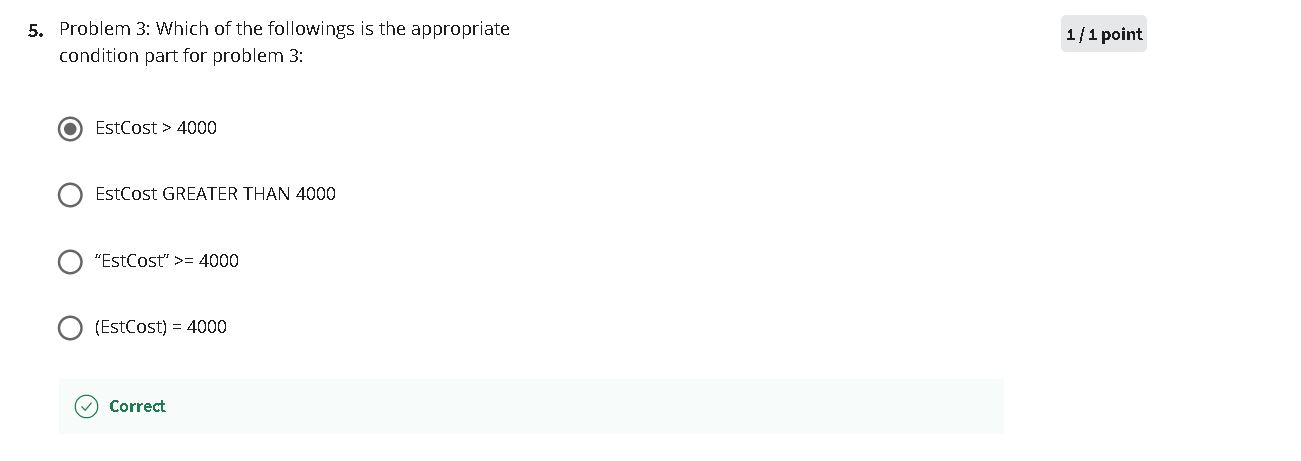 5. Problem 3: Which of the followings is the appropriate 1 / 1 point
condition part for problem 3:
EstCost > 4000
EstCost GREATER THAN 4000
“EstCost” >= 4000
(EstCost) = 4000
Correct